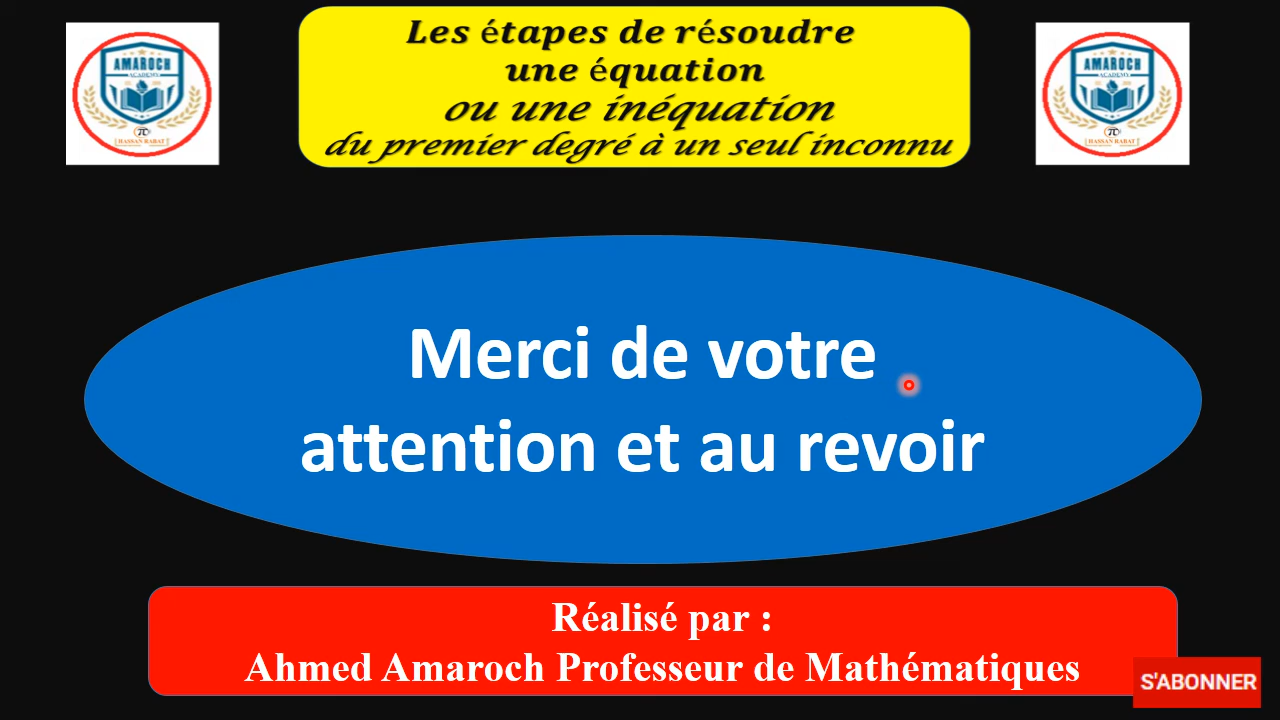 Les étapes de résoudre
une équation
ou une inéquation
du premier degré à un seul inconnu
AMAROCH
ACADEMY
HASSAN RABAT
AMAROCH
ACADEMY
HASSAN RABAT
Merci de votre
attention et au revoir
Réalisé par :
Ahmed Amaroch Professeur de Mathématiques
S'ABONNER